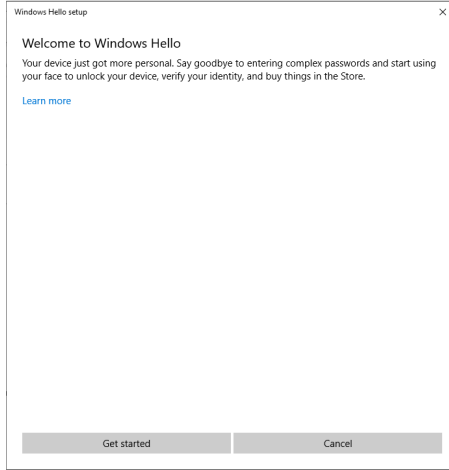 Windows Hello setup
Welcome to Windows Hello
Your device just got more personal. Say goodbye to entering complex passwords and start using
your face to unlock your device, verify your identity, and buy things in the Store.
Learn more
Get started
Cancel